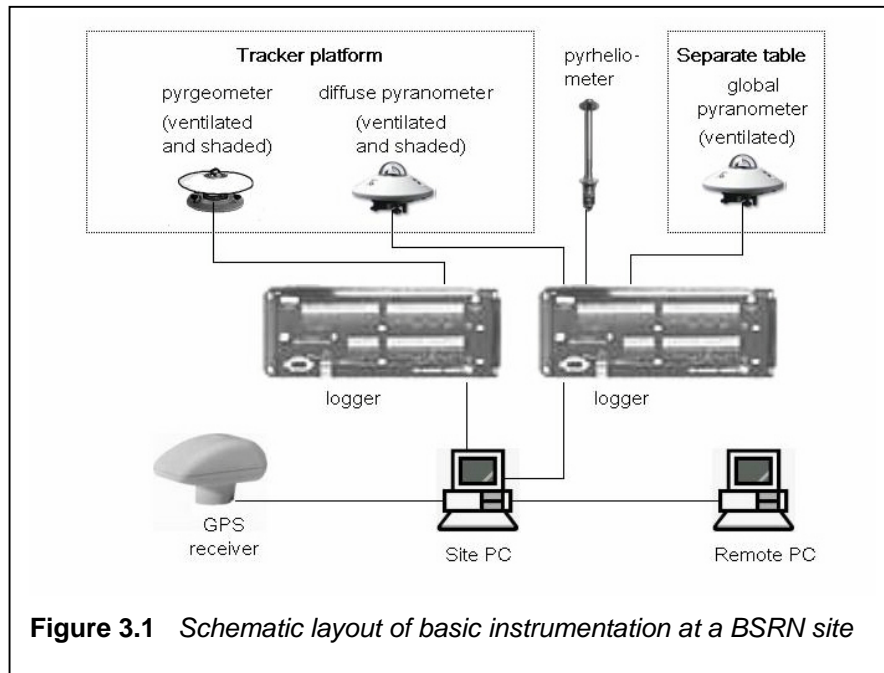 Tracker platform
pyrgeometer
(ventilated
and shaded)
diffuse pyranometer
(ventilated
and shaded)
pyrhelio-
meter
Separate table
global
pyranometer
(ventilated)
logger
logger
GPS
receiver
Site PC
Remote PC
Figure 3.1 Schematic layout of basic instrumentation at a BSRN site